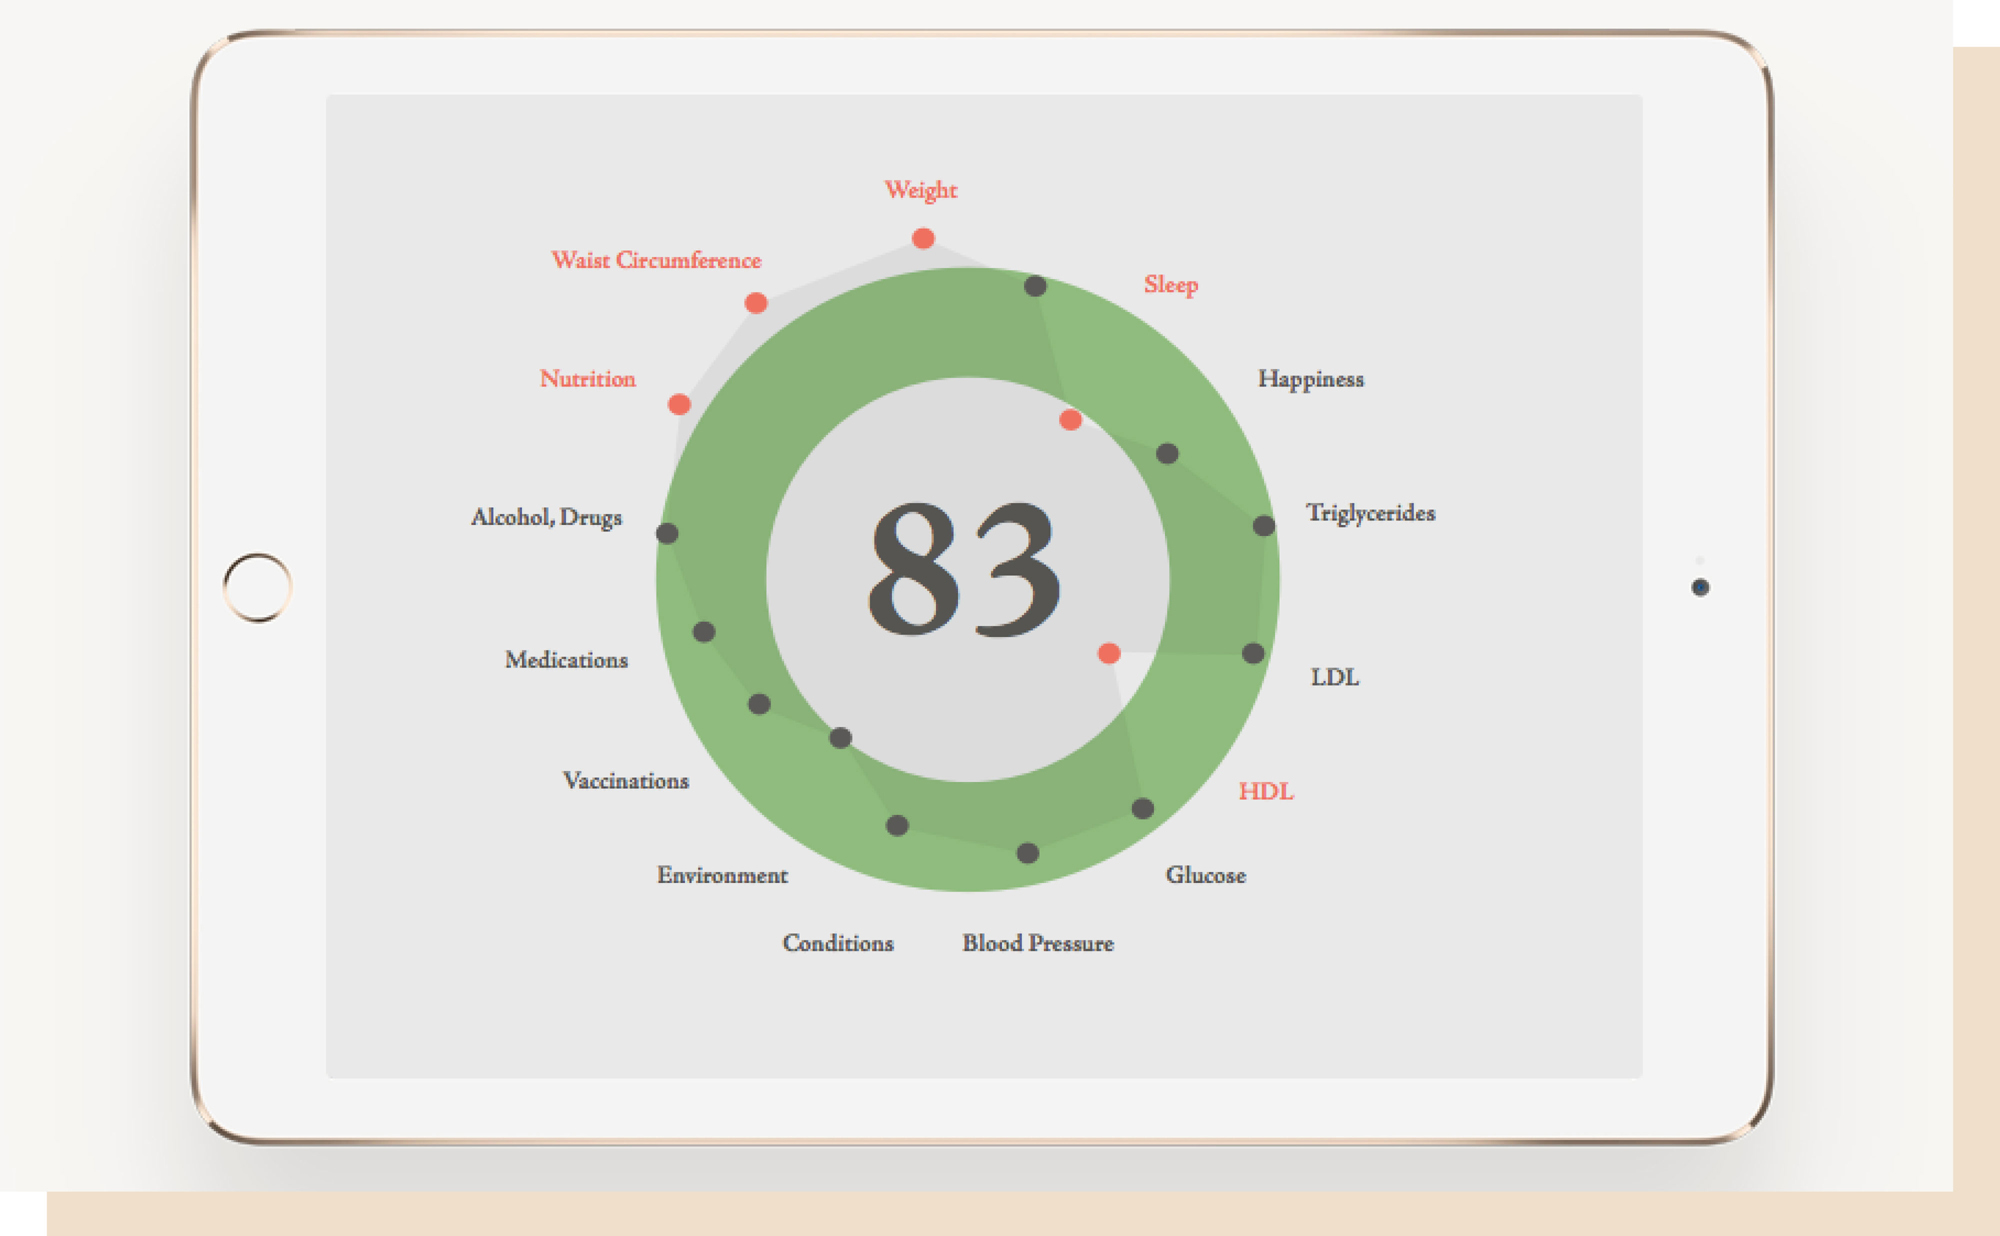 Weight
Waist Circumference
Sleep
Nutrition
Happiness
Alcohol, Drugs
Triglycerides
83
Medications
LDL
Vaccinations
HDL
Environment
Glucose
Conditions
Blood Pressure